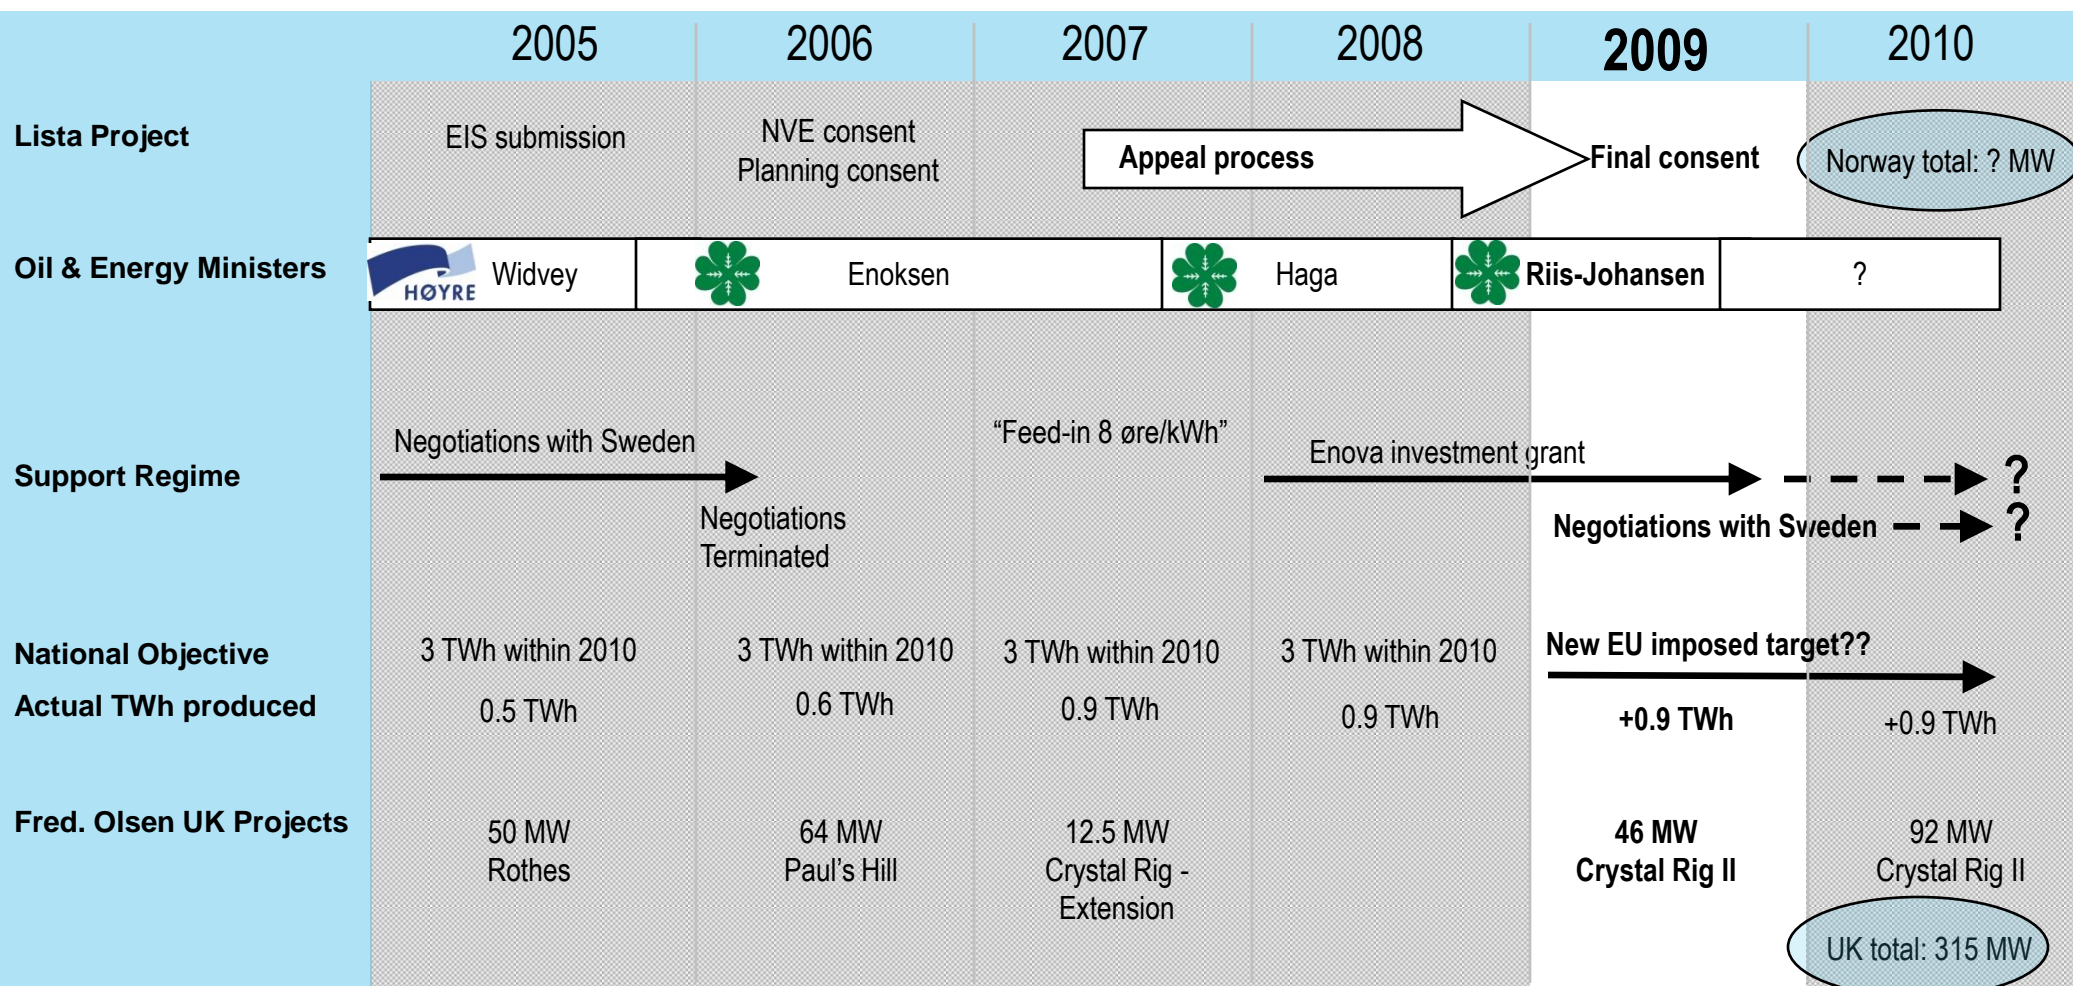 2005 2006 2007 2008 2009 2010
Lista Project
EIS submission
NVE consent
Planning consent
Appeal process
Final consent
Norway total: ? MW
Oil & Energy Ministers
HØYRE
Widvey
Enoksen
Haga
Riis-Johansen
?
Support Regime
Negotiations with Sweden
Negotiations
Terminated
“Feed-in 8 øre/kWh”
Enova investment grant
?
Negotiations with Sweden
?
National Objective
3 TWh within 2010
3 TWh within 2010
3 TWh within 2010
3 TWh within 2010
New EU imposed target??
Actual TWh produced
0.5 TWh
0.6 TWh
0.9 TWh
0.9 TWh
+0.9 TWh
+0.9 TWh
Fred. Olsen UK Projects
50 MW
Rothes
64 MW
Paul’s Hill
12.5 MW
Crystal Rig -
Extension
46 MW
Crystal Rig II
92 MW
Crystal Rig II
UK total: 315 MW